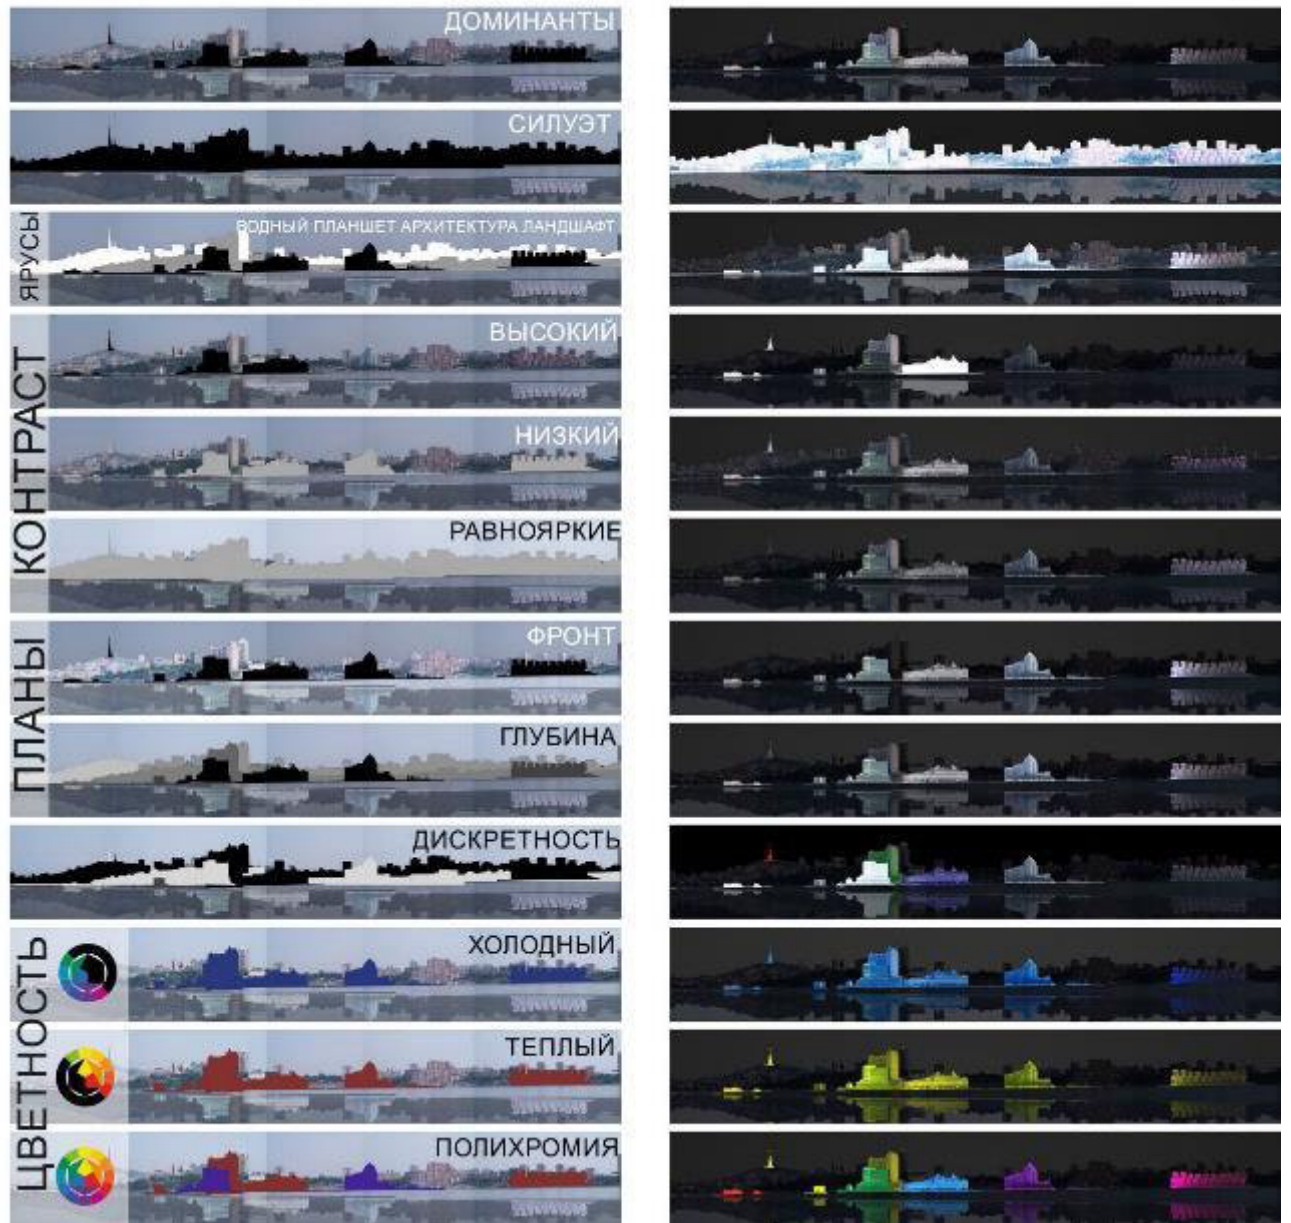 ДОМИНАНТЫ
СИЛУЭТ
ЯРУСЫ
ВОДНЫЙ ПЛАНШЕТ АРХИТЕКТУРА ЛАНДШАФТ
КОНТРАСТ
ВЫСОКИЙ
НИЗКИЙ
РАВНОЯРКИЕ
ПЛАНЫ
ФРОНТ
ГЛУБИНА
ДИСКРЕТНОСТЬ
ЦВЕТНОСТЬ
ХОЛОДНЫЙ
ТЕПЛЫЙ
ПОЛИХРОМИЯ